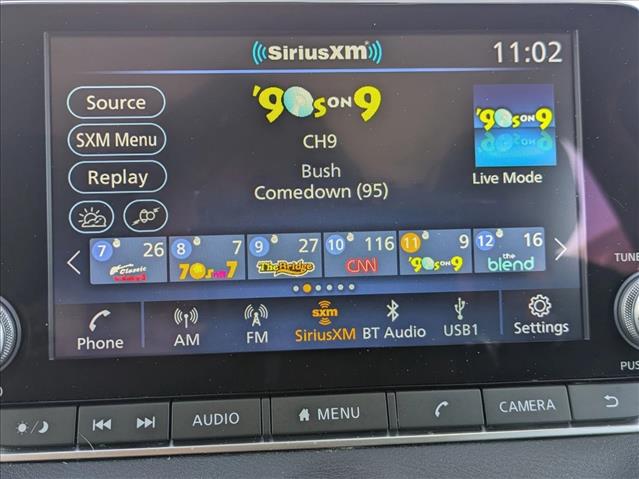 SiriusXM
11:02
Source
'90s ON 9
SXM Menu
CH9
'90s ON 9
Replay
Bush
Comedown (95)
Live Mode
7 26
8 7
9 27
10 116
11 9
12 16
Classic
70s on 7
The Bridge
CNN
'90s ON 9
the blend
Phone
AM
FM
sxm
SiriusXM
BT Audio
USB1
Settings
TUNE
PUS
AUDIO
MENU
CAMERA